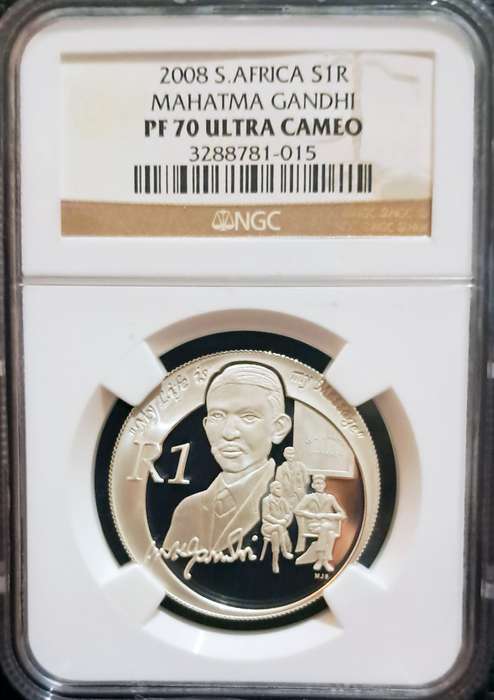 2008 S.AFRICA S1R
MAHATMA GANDHI
PF 70 ULTRA CAMEO
3288781-015
NGC
"My Life is my Message"
R1
MKGandhi
MJS